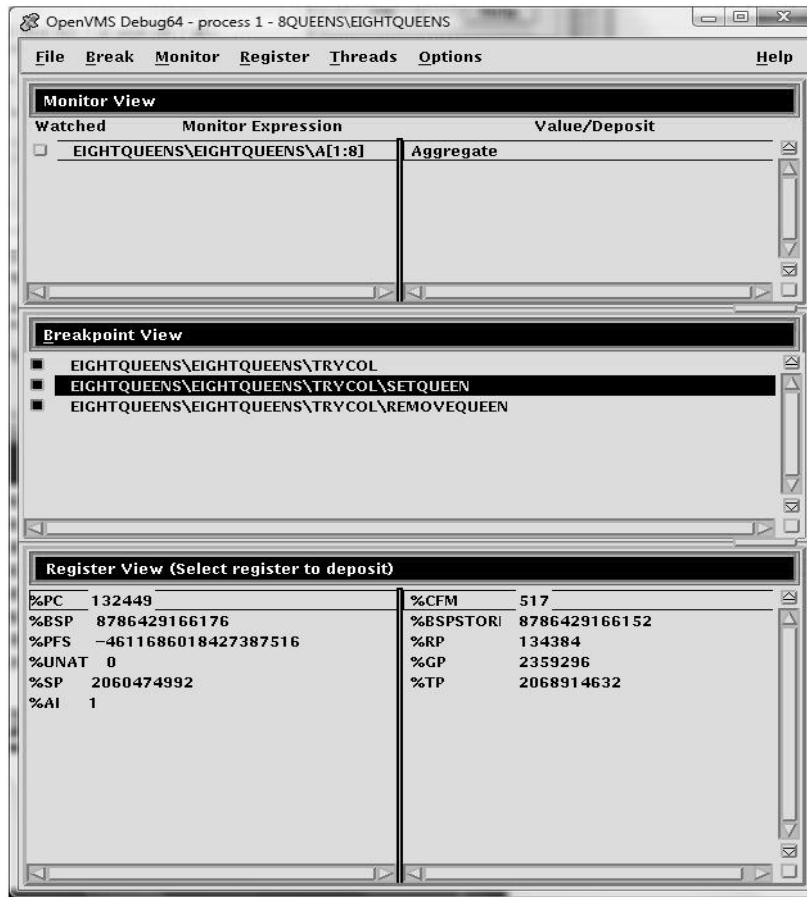 OpenVMS Debug64 - process 1 - 8QUEENS\EIGHTQUEENS
File Break Monitor Register Threads Options Help
Monitor View
Watched Monitor Expression Value/Deposit
EIGHTQUEENS\EIGHTQUEENS\A[1:8] Aggregate
Breakpoint View
EIGHTQUEENS\EIGHTQUEENS\TRYCOL
EIGHTQUEENS\EIGHTQUEENS\TRYCOL\SETQUEEN
EIGHTQUEENS\EIGHTQUEENS\TRYCOL\REMOVEQUEEN
Register View (Select register to deposit)
%PC 132449 %CFM 517
%BSP 8786429166176 %BSPSTORI 8786429166152
%PFS -4611686018427387516 %RP 134384
%UNAT 0 %GP 2359296
%SP 2060474992 %TP 2068914632
%AI 1